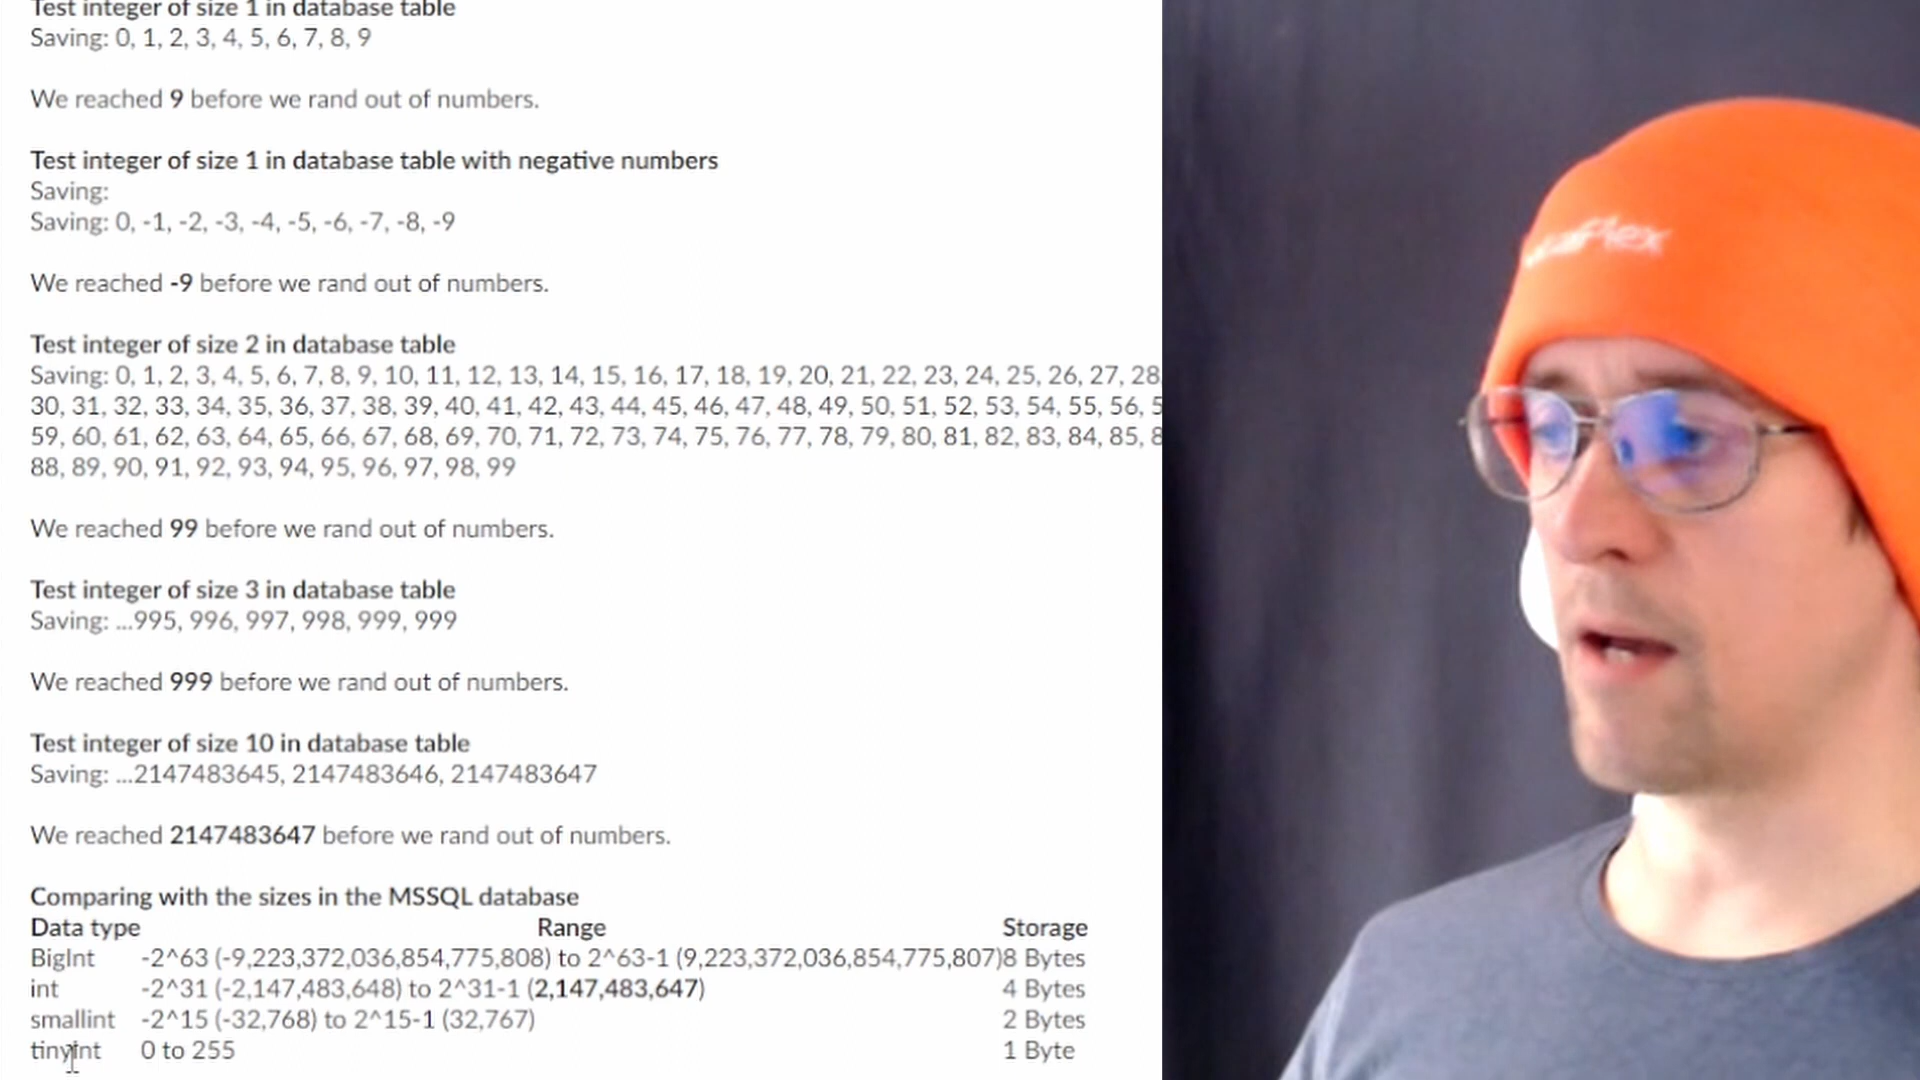 Test integer of size 1 in database table
Saving: 0, 1, 2, 3, 4, 5, 6, 7, 8, 9
We reached 9 before we rand out of numbers.
Test integer of size 1 in database table with negative numbers
Saving:
Saving: 0, -1, -2, -3, -4, -5, -6, -7, -8, -9
We reached -9 before we rand out of numbers.
Test integer of size 2 in database table
Saving: 0, 1, 2, 3, 4, 5, 6, 7, 8, 9, 10, 11, 12, 13, 14, 15, 16, 17, 18, 19, 20, 21, 22, 23, 24, 25, 26, 27, 28
30, 31, 32, 33, 34, 35, 36, 37, 38, 39, 40, 41, 42, 43, 44, 45, 46, 47, 48, 49, 50, 51, 52, 53, 54, 55, 56,
59, 60, 61, 62, 63, 64, 65, 66, 67, 68, 69, 70, 71, 72, 73, 74, 75, 76, 77, 78, 79, 80, 81, 82, 83, 84, 85,
88, 89, 90, 91, 92, 93, 94, 95, 96, 97, 98, 99
We reached 99 before we rand out of numbers.
Test integer of size 3 in database table
Saving: ...995, 996, 997, 998, 999, 999
We reached 999 before we rand out of numbers.
Test integer of size 10 in database table
Saving: ...2147483645, 2147483646, 2147483647
We reached 2147483647 before we rand out of numbers.
Comparing with the sizes in the MSSQL database
Data type Range Storage
BigInt -2^63 (-9,223,372,036,854,775,808) to 2^63-1 (9,223,372,036,854,775,807)8 Bytes
int -2^31 (-2,147,483,648) to 2^31-1 (2,147,483,647) 4 Bytes
smallint -2^15 (-32,768) to 2^15-1 (32,767) 2 Bytes
tinyint 0 to 255 1 Byte